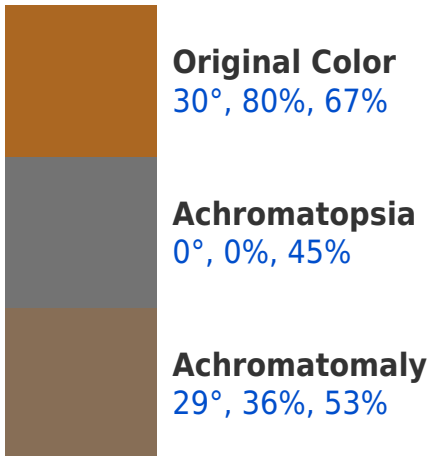 Original Color
30°, 80%, 67%
Achromatopsia
0°, 0%, 45%
Achromatomaly
29°, 36%, 53%